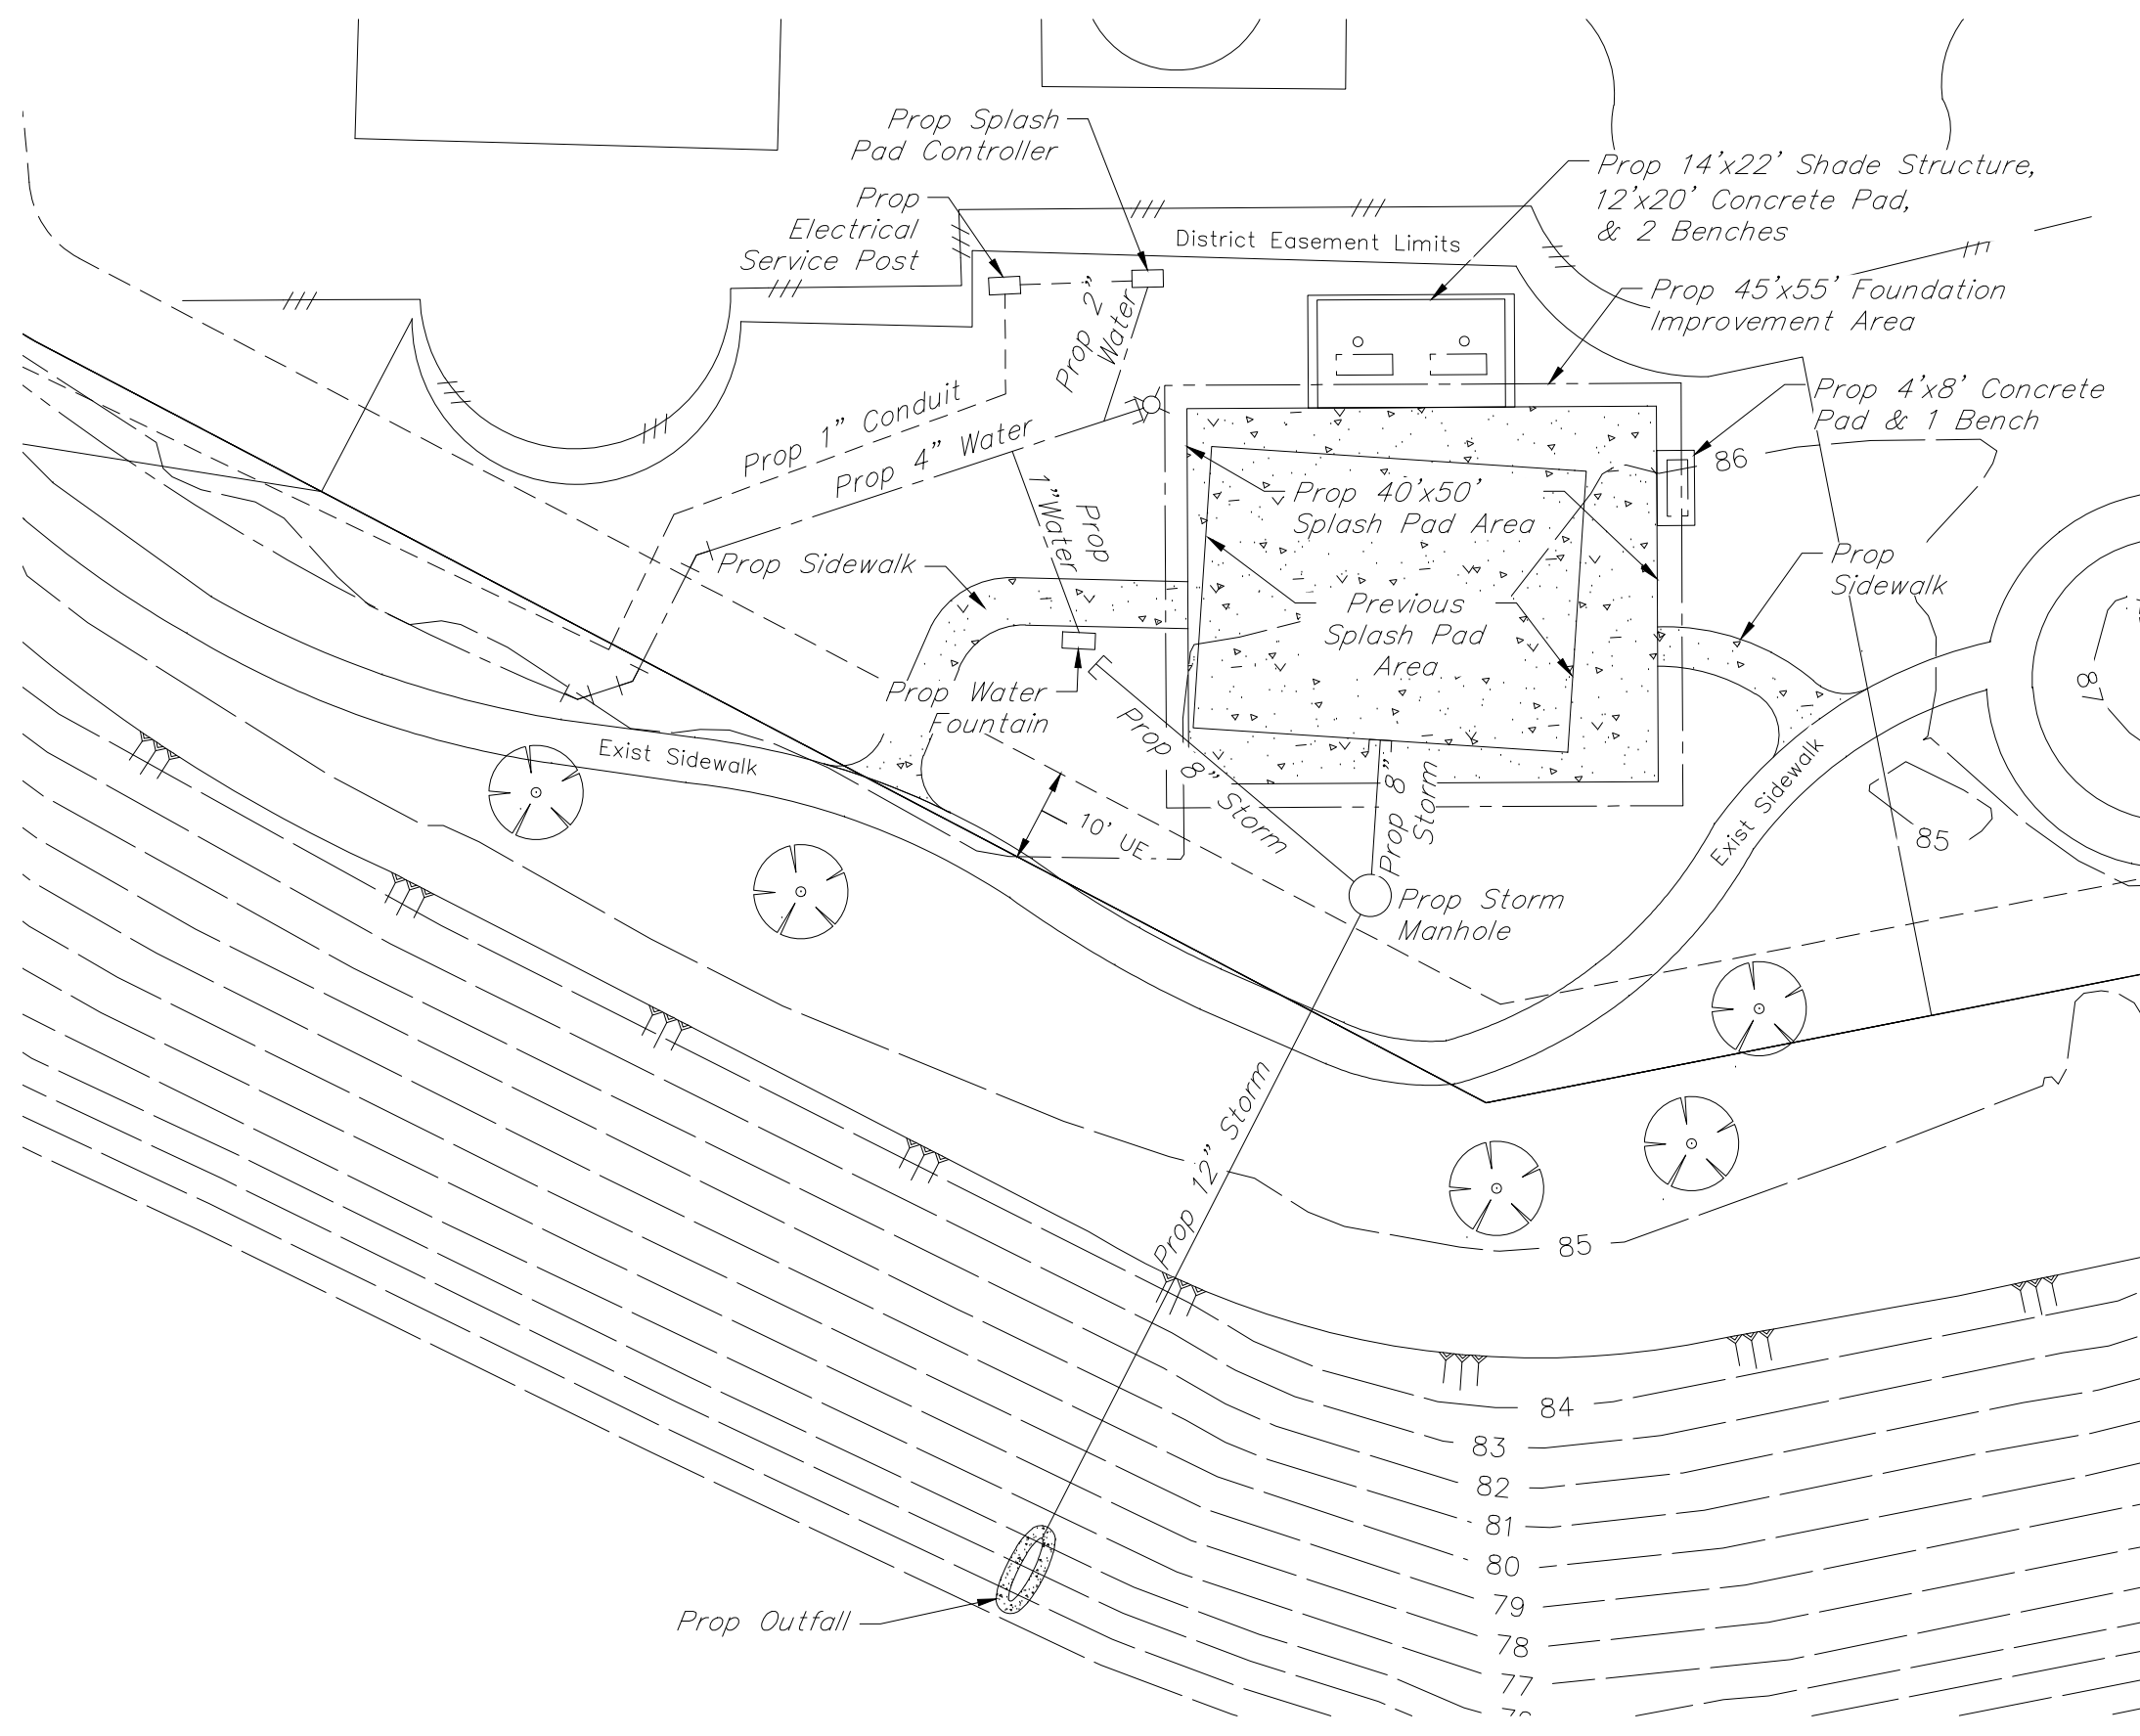 Prop Splash
Pad Controller
Prop
Electrical
Service Post
Prop 14'x22' Shade Structure,
12'x20' Concrete Pad,
& 2 Benches
District Easement Limits
Prop 45'x55' Foundation
Improvement Area
Prop 2"
Water
Prop 4'x8' Concrete
Pad & 1 Bench
Prop 1" Conduit
Prop 4" Water
86
Prop 40'x50'
Splash Pad Area
Prop
1"Water
Prop Sidewalk
Prop
Sidewalk
Previous
Splash Pad
Area
87
Prop Water
Fountain
Exist Sidewalk
Prop 8" Storm
Prop 8"
Storm
Exist Sidewalk
10' UE
85
Prop Storm
Manhole
Prop 12" Storm
85
84
83
82
81
80
79
78
77
Prop Outfall